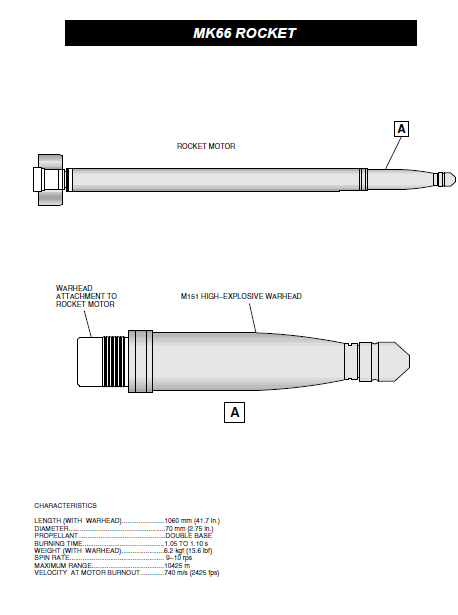 MK66 ROCKET
A
ROCKET MOTOR
WARHEAD
ATTACHMENT TO
ROCKET MOTOR
M151 HIGH-EXPLOSIVE WARHEAD
A
CHARACTERISTICS
LENGTH (WITH WARHEAD)......................1060 mm (41.7 in.)
DIAMETER..................................................70 mm (2.75 in.)
PROPELLANT.............................................DOUBLE BASE
BURNING TIME..........................................1.05 TO 1.10 s
WEIGHT (WITH WARHEAD).......................6.2 kgf (13.6 lbf)
SPIN RATE.................................................. 9-10 rps
MAXIMUM RANGE......................................10425 m
VELOCITY AT MOTOR BURNOUT.............740 m/s (2425 fps)